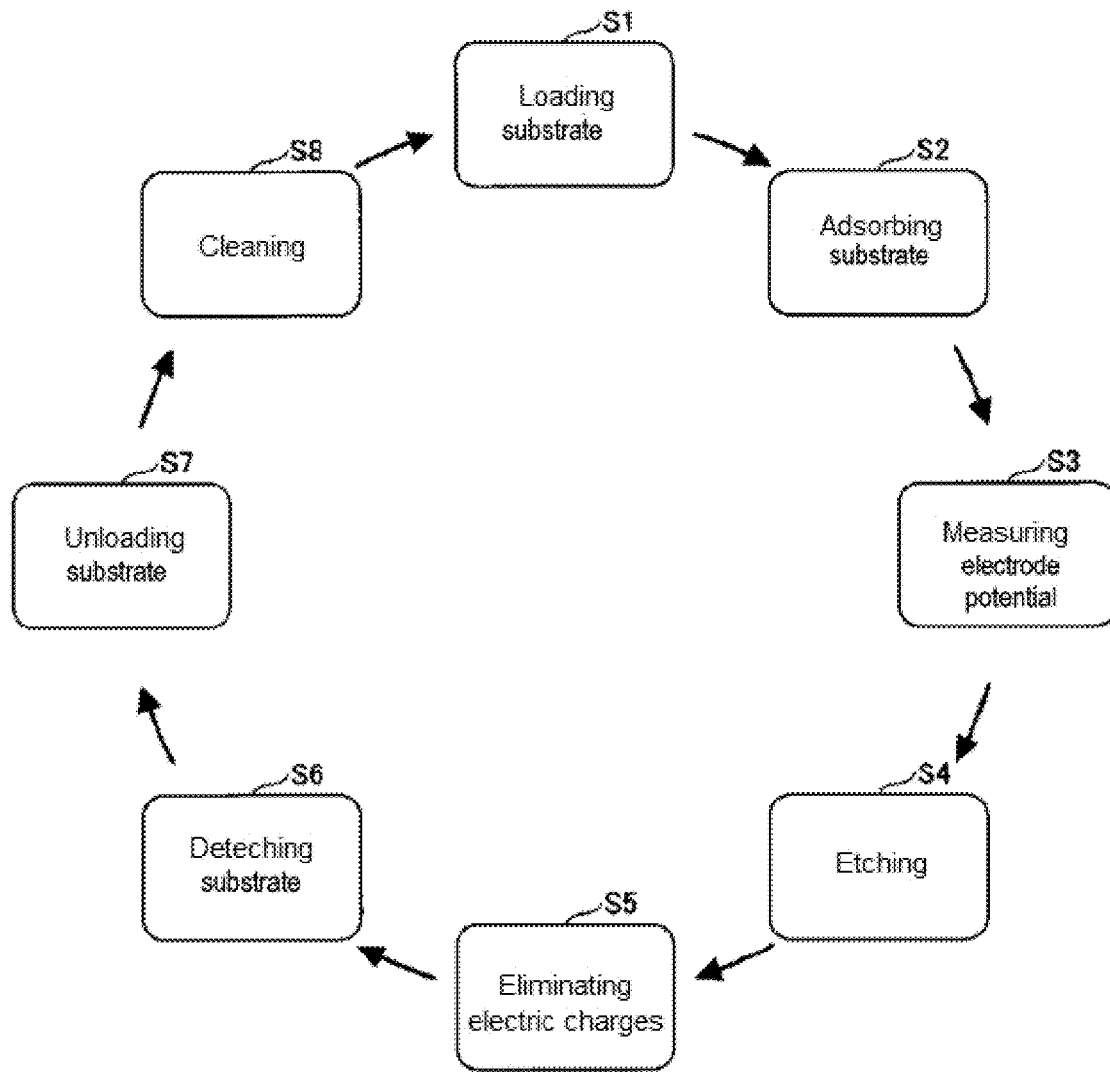 S1
Loading
substrate
S2
Adsorbing
substrate
S3
Measuring
electrode
potential
S4
Etching
S5
Eliminating
electric charges
S6
Deteching
substrate
S7
Unloading
substrate
S8
Cleaning